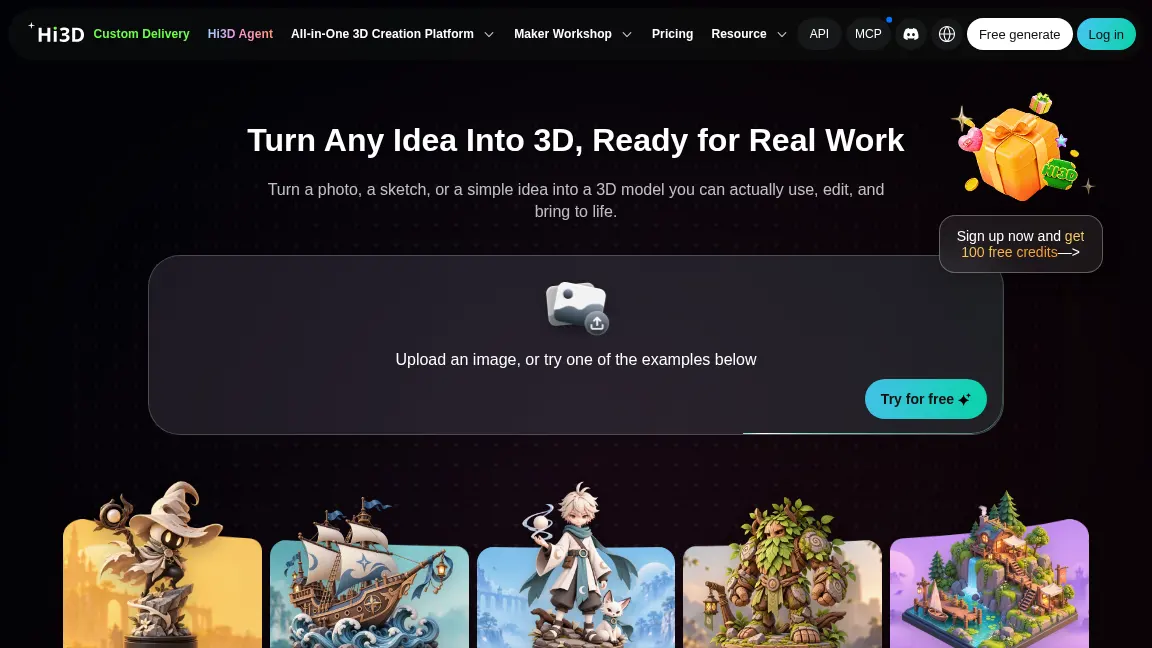 Hi3D
Custom Delivery
Hi3D Agent
All-in-One 3D Creation Platform
Maker Workshop
Pricing
Resource
API
MCP
Free generate
Log in
Turn Any Idea Into 3D, Ready for Real Work
Turn a photo, a sketch, or a simple idea into a 3D model you can actually use, edit, and
bring to life.
HI3D
Sign up now and get
100 free credits—>
Upload an image, or try one of the examples below
Try for free